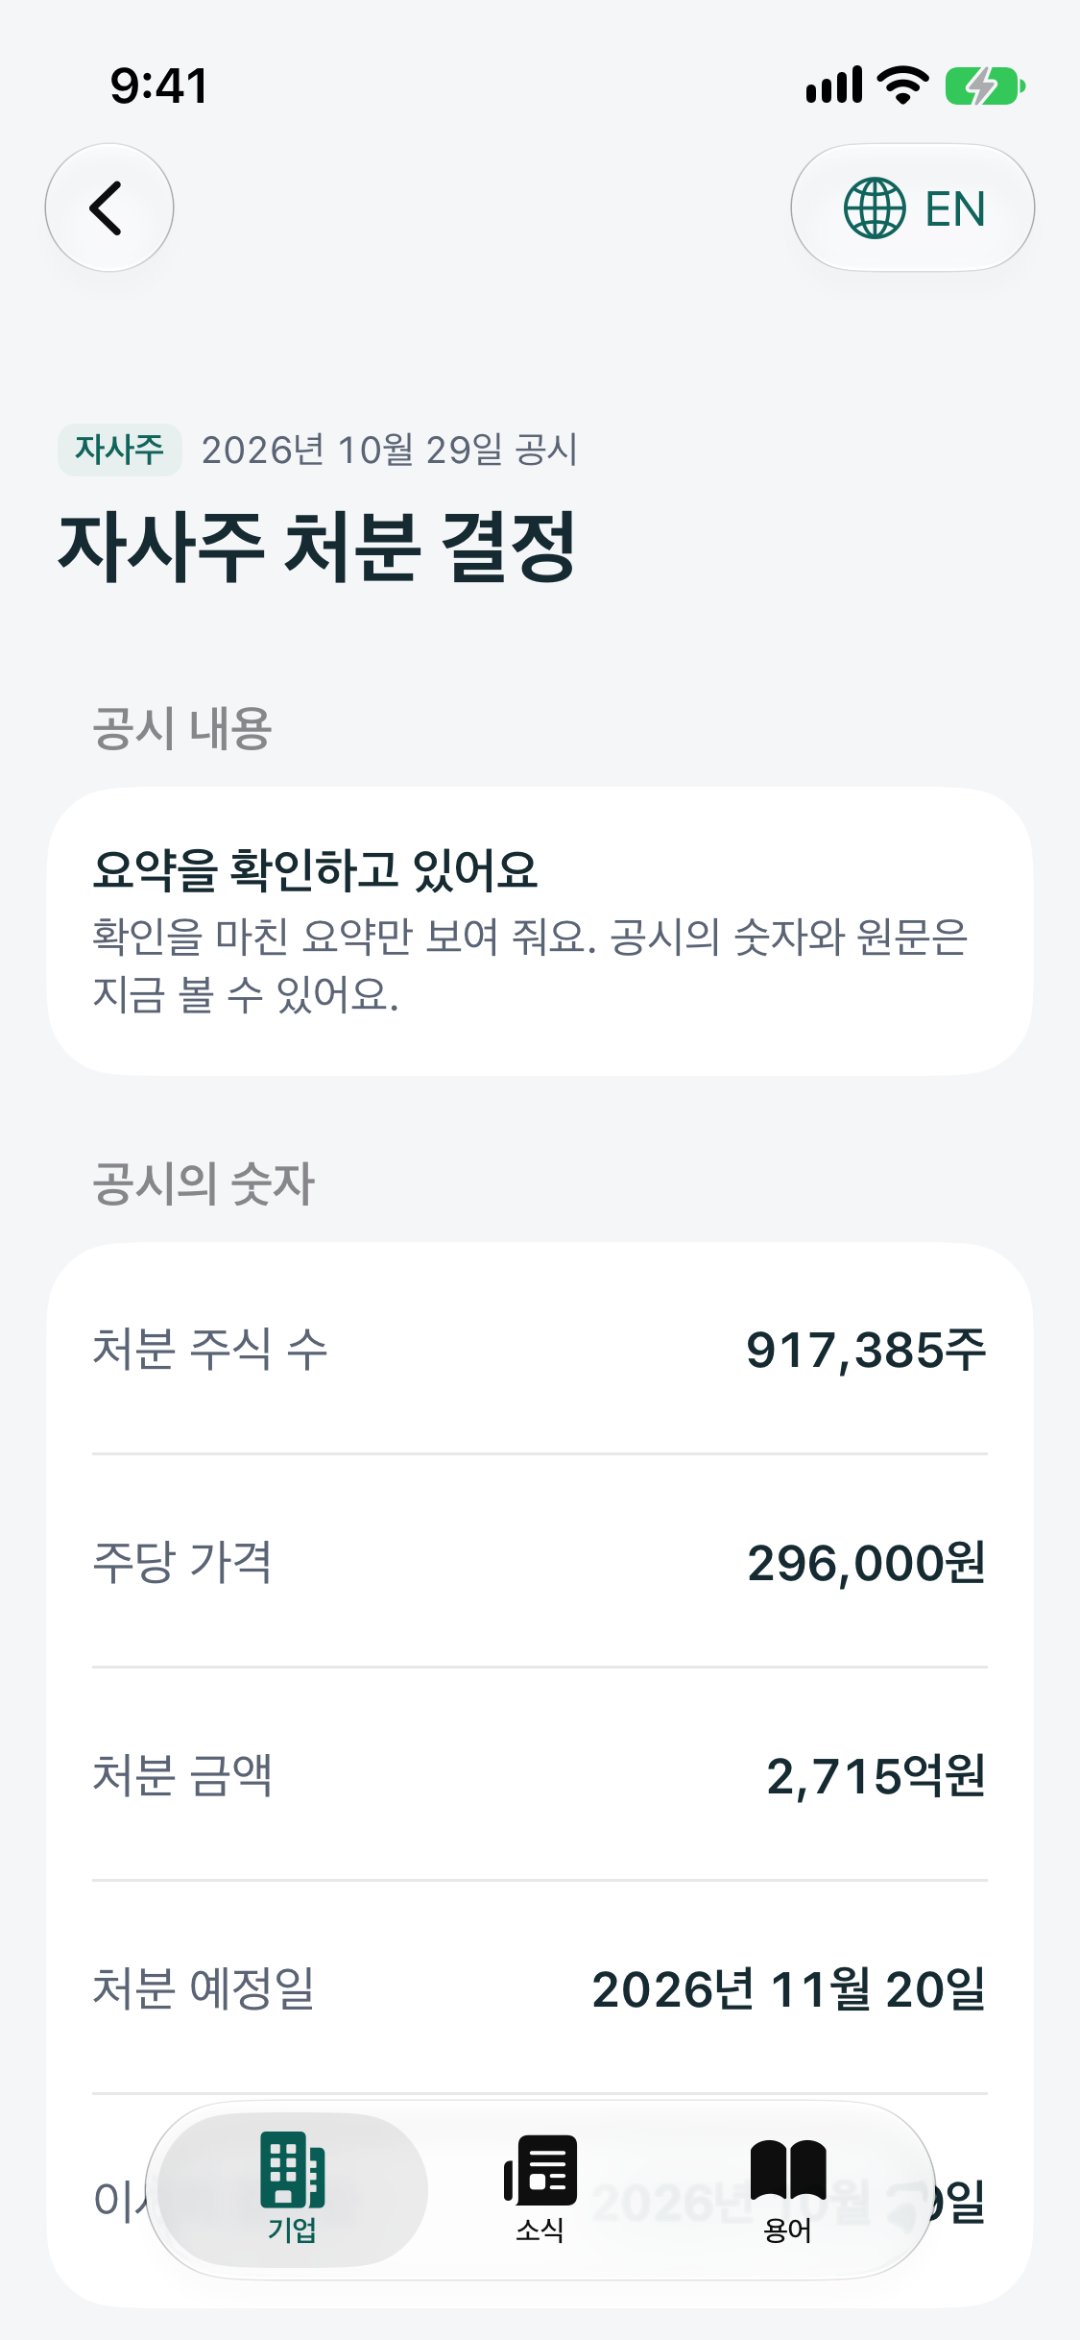 9:41
EN
자사주 2026년 10월 29일 공시
자사주 처분 결정
공시 내용
요약을 확인하고 있어요
확인을 마친 요약만 보여 줘요. 공시의 숫자와 원문은
지금 볼 수 있어요.
공시의 숫자
처분 주식 수 917,385주
주당 가격 296,000원
처분 금액 2,715억원
처분 예정일 2026년 11월 20일
기업 소식 용어